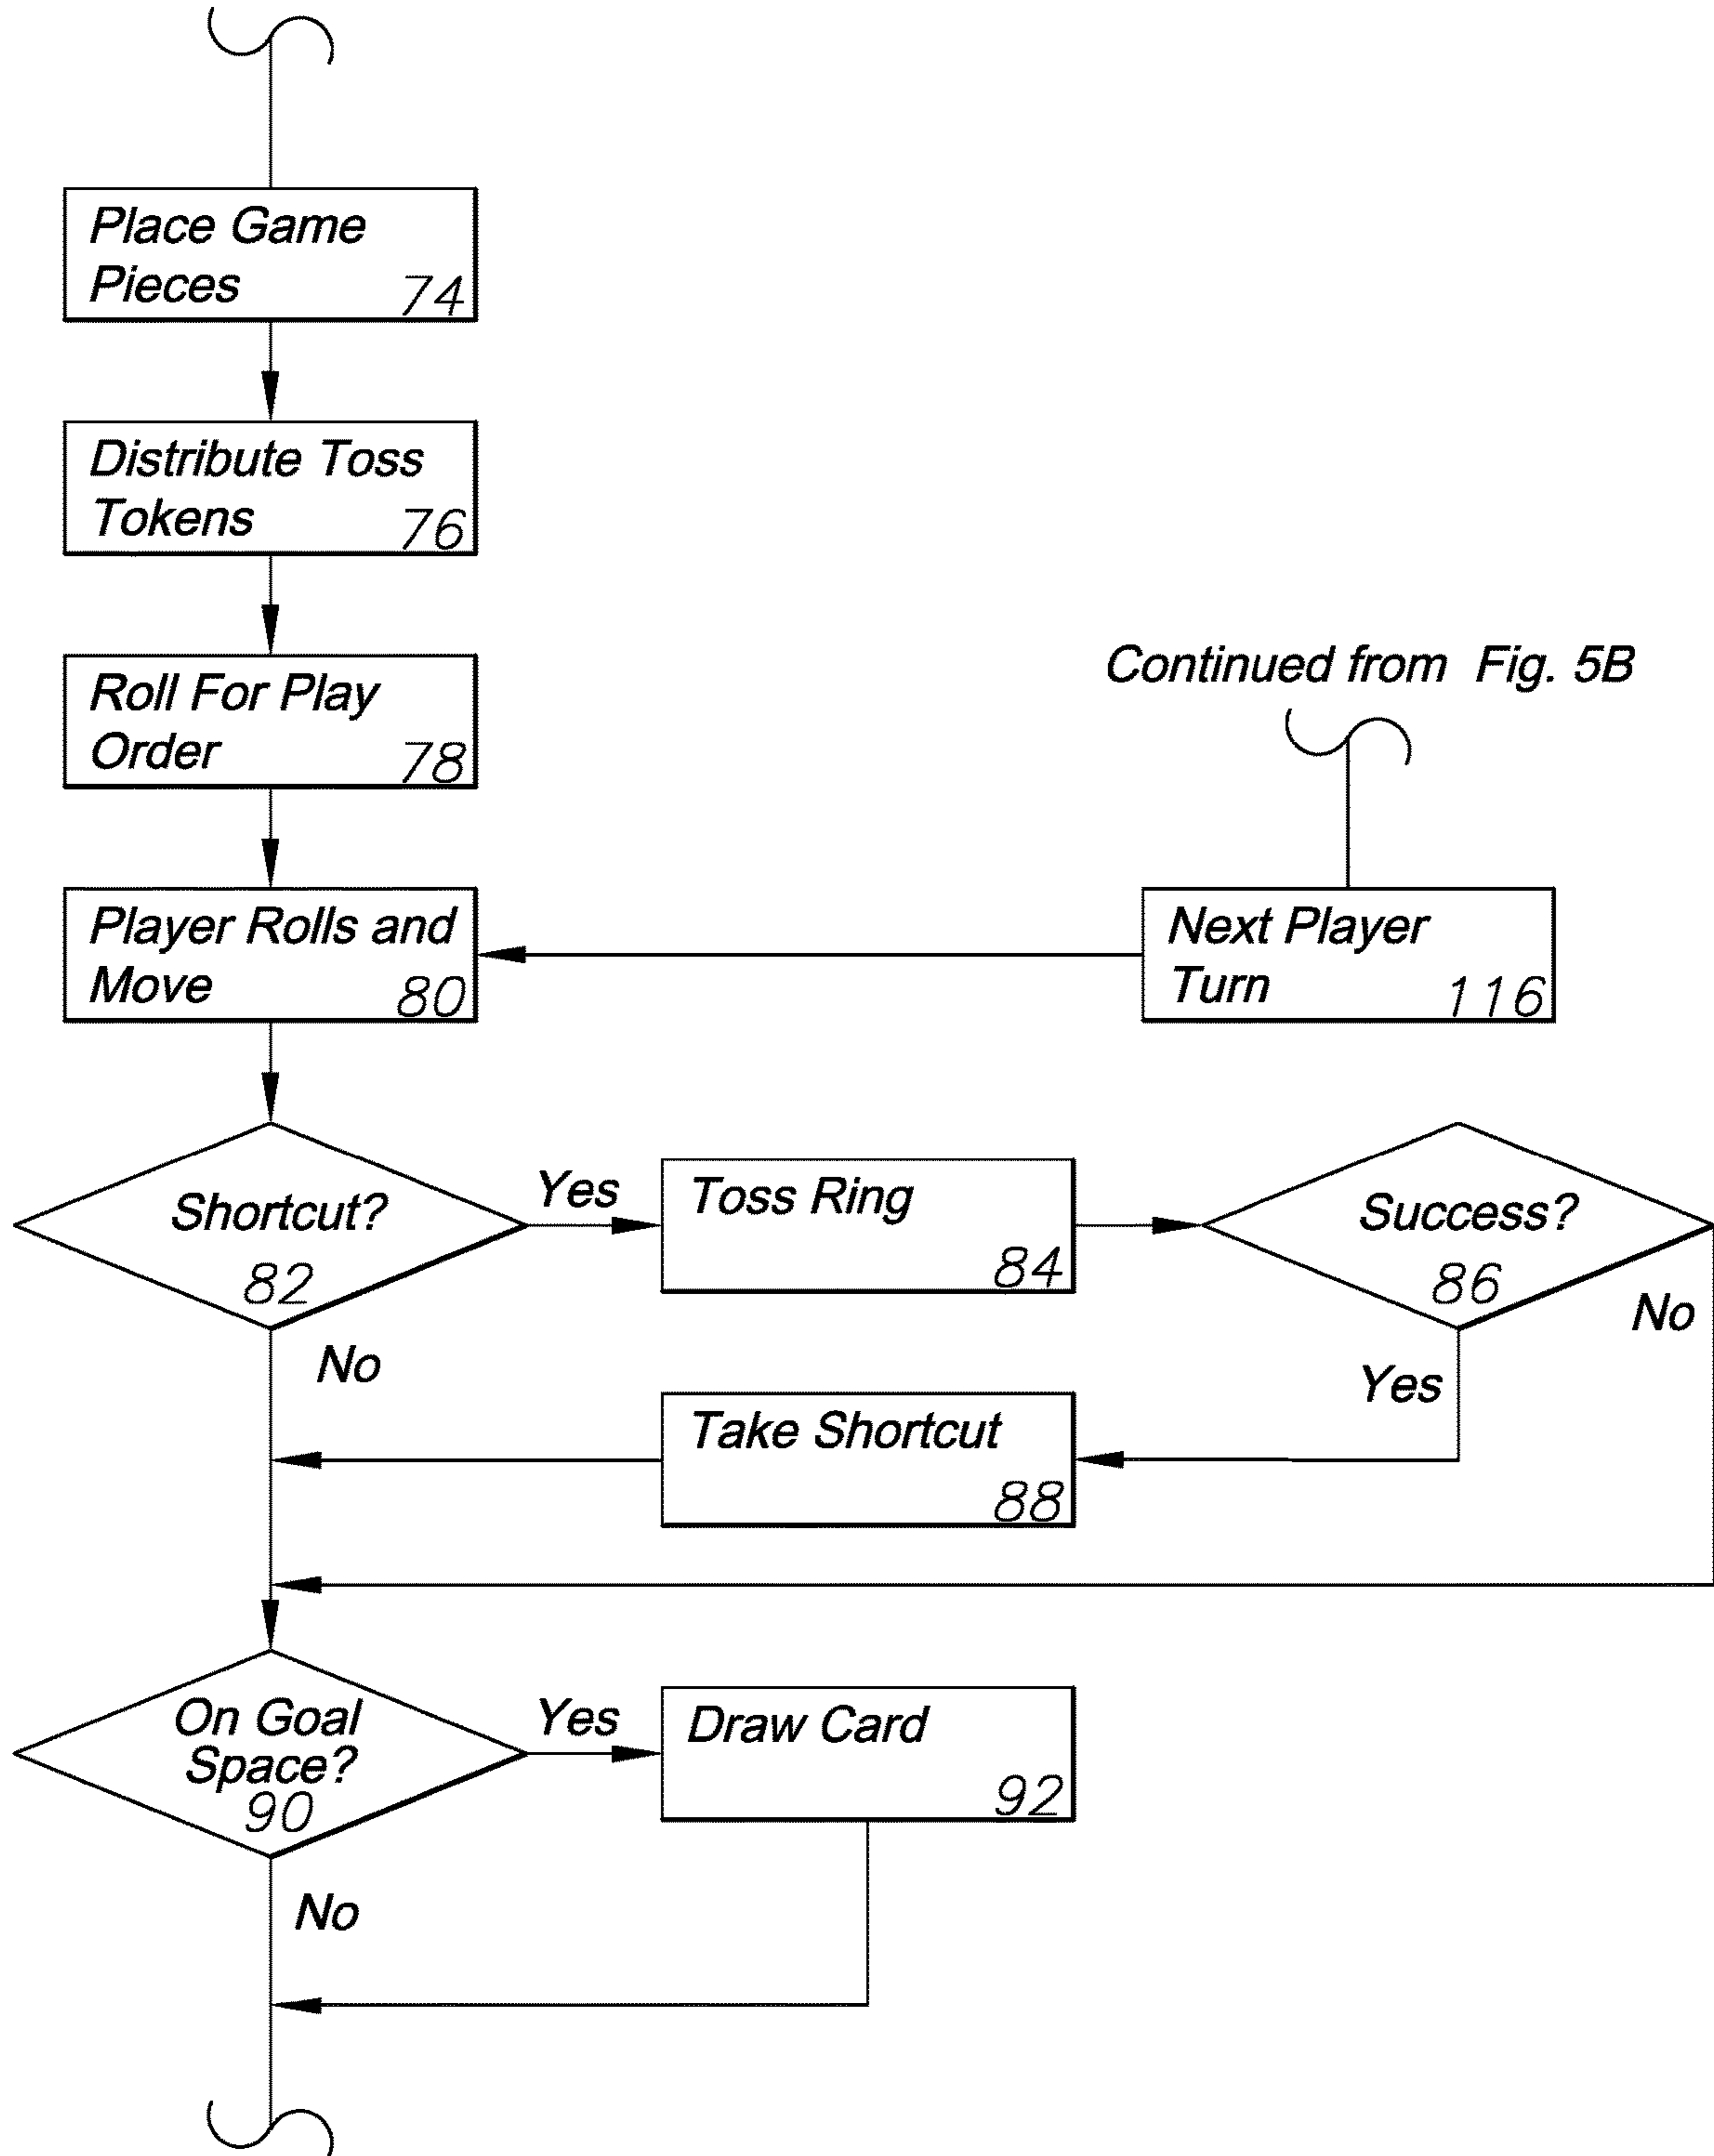 Place Game
Pieces 74
Distribute Toss
Tokens 76
Roll For Play
Order 78
Continued from Fig. 5B
Player Rolls and
Move 80
Next Player
Turn 116
Shortcut?
82
Yes
No
Toss Ring
84
Success?
86
No
Yes
Take Shortcut
88
On Goal
Space?
90
Yes
No
Draw Card
92